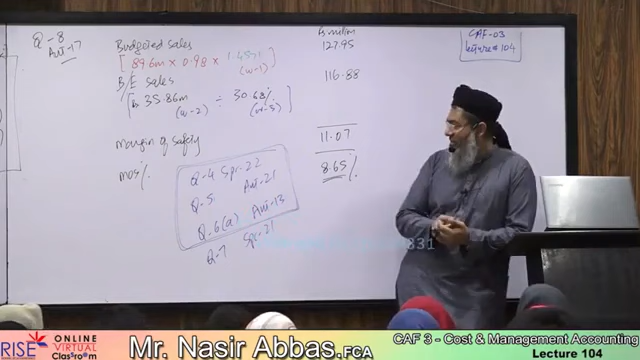 Q-8
Aut-17
Budgeted sales
Rs million
127.95
[89.6m × 0.98 ×
(w-1)
B/E sales
116.88
[Rs 35.86m ÷ 30.68%]
(w-2)
Margin of safety
11.07
MOS%
8.65%
Q-4 Spr-22
Q-5 Aut-21
Q-6(a) Aut-13
Q-7 Spr-21
CAF-03
Lecture # 104
RISE
ONLINE
VIRTUAL
Classroom
Mr. Nasir Abbas, FCA
CAF 3 - Cost & Management Accounting
Lecture 104